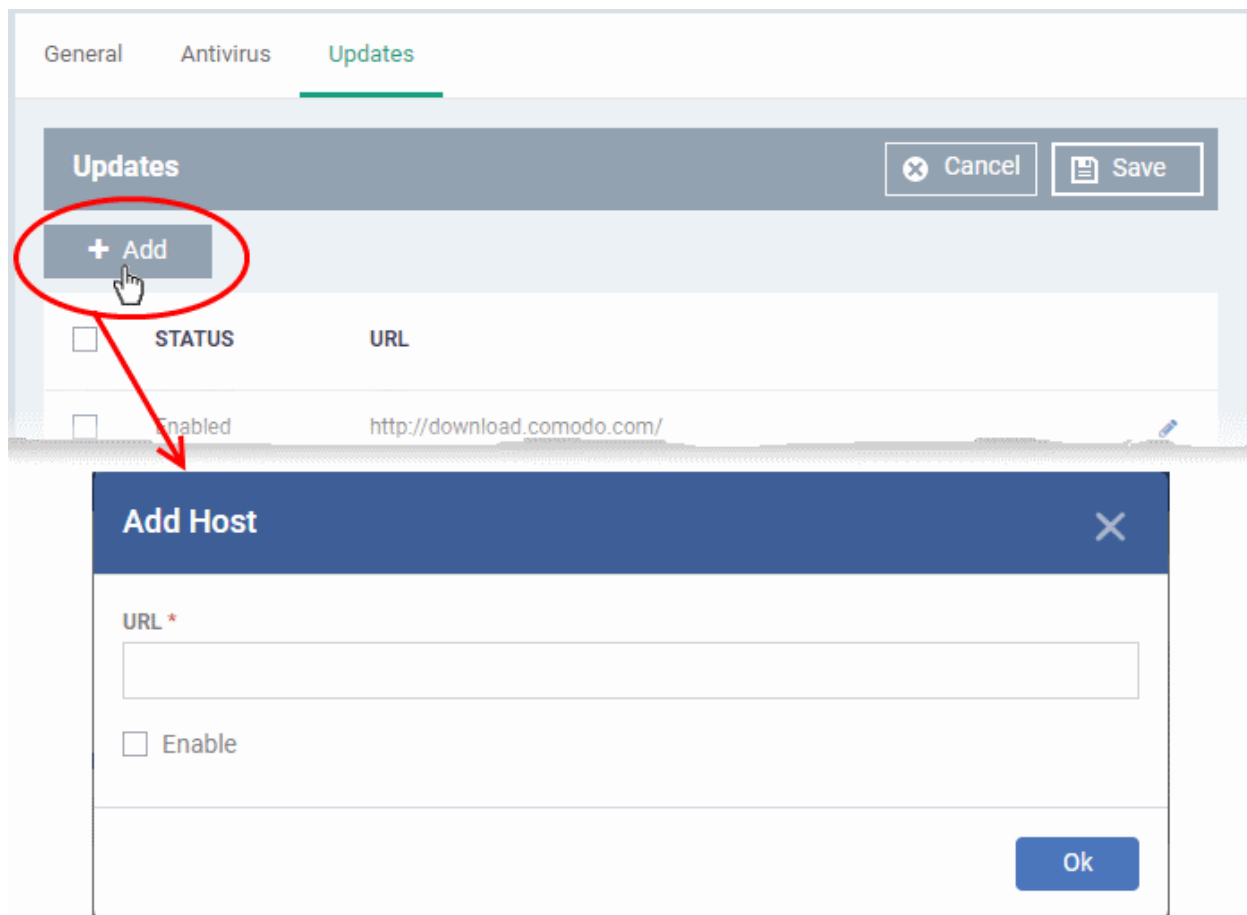 General Antivirus Updates
Updates Cancel Save
+ Add
STATUS URL
Enabled http://download.comodo.com/
Add Host
URL *
Enable
Ok